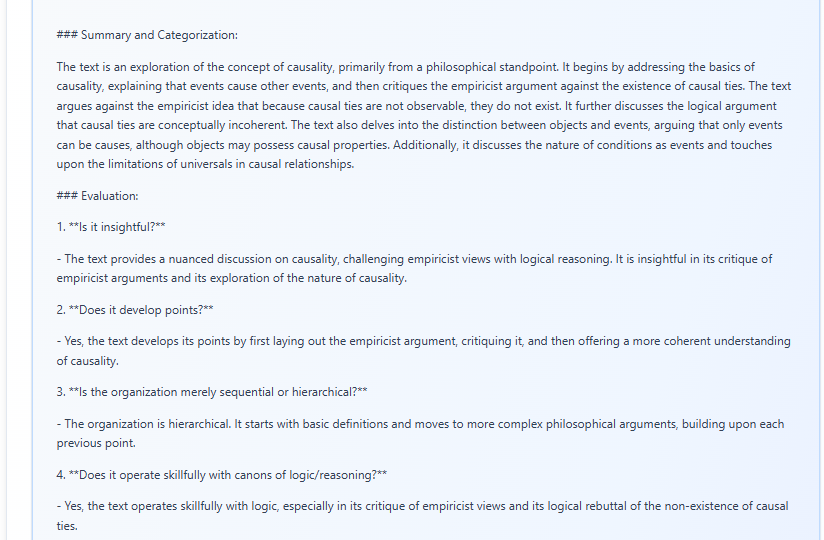 ### Summary and Categorization:
The text is an exploration of the concept of causality, primarily from a philosophical standpoint. It begins by addressing the basics of
causality, explaining that events cause other events, and then critiques the empiricist argument against the existence of causal ties. The text
argues against the empiricist idea that because causal ties are not observable, they do not exist. It further discusses the logical argument
that causal ties are conceptually incoherent. The text also delves into the distinction between objects and events, arguing that only events
can be causes, although objects may possess causal properties. Additionally, it discusses the nature of conditions as events and touches
upon the limitations of universals in causal relationships.
### Evaluation:
1. **Is it insightful?**
- The text provides a nuanced discussion on causality, challenging empiricist views with logical reasoning. It is insightful in its critique of
empiricist arguments and its exploration of the nature of causality.
2. **Does it develop points?**
- Yes, the text develops its points by first laying out the empiricist argument, critiquing it, and then offering a more coherent understanding
of causality.
3. **Is the organization merely sequential or hierarchical?**
- The organization is hierarchical. It starts with basic definitions and moves to more complex philosophical arguments, building upon each
previous point.
4. **Does it operate skillfully with canons of logic/reasoning?**
- Yes, the text operates skillfully with logic, especially in its critique of empiricist views and its logical rebuttal of the non-existence of causal
ties.